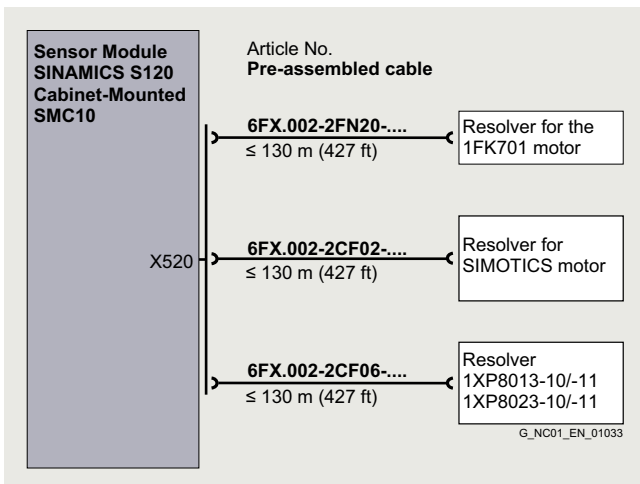 Sensor Module
SINAMICS S120
Cabinet-Mounted
SMC10
Article No.
Pre-assembled cable
6FX.002-2FN20-....
≤ 130 m (427 ft)
Resolver for the
1FK701 motor
X520
6FX.002-2CF02-....
≤ 130 m (427 ft)
Resolver for
SIMOTICS motor
6FX.002-2CF06-....
≤ 130 m (427 ft)
Resolver
1XP8013-10/-11
1XP8023-10/-11
G_NC01_EN_01033